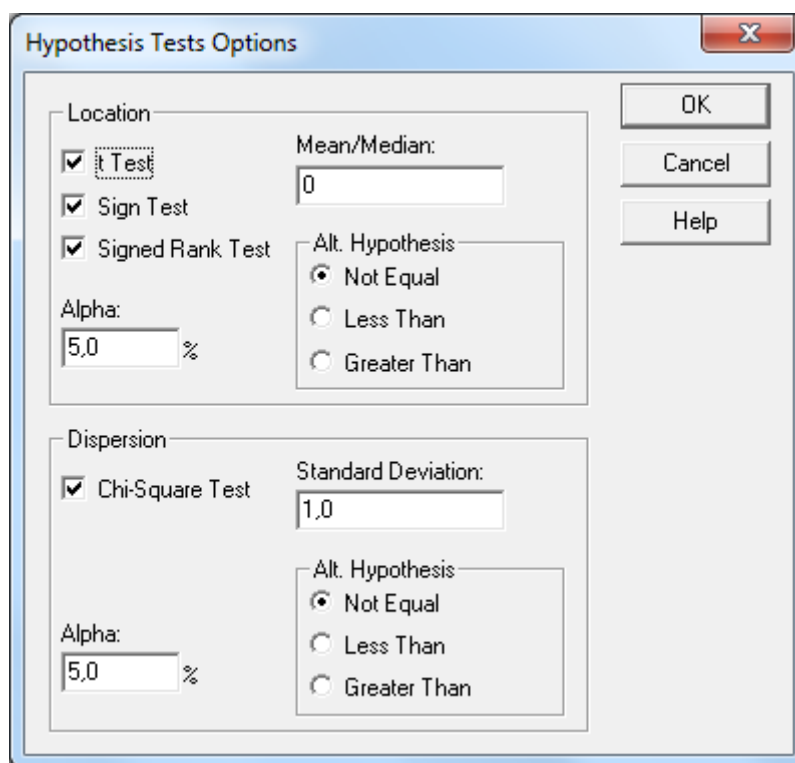 Hypothesis Tests Options
Location
t Test
Sign Test
Signed Rank Test
Alpha:
5,0 %
Mean/Median:
0
Alt. Hypothesis
Not Equal
Less Than
Greater Than
OK
Cancel
Help
Dispersion
Chi-Square Test
Alpha:
5,0 %
Standard Deviation:
1,0
Alt. Hypothesis
Not Equal
Less Than
Greater Than